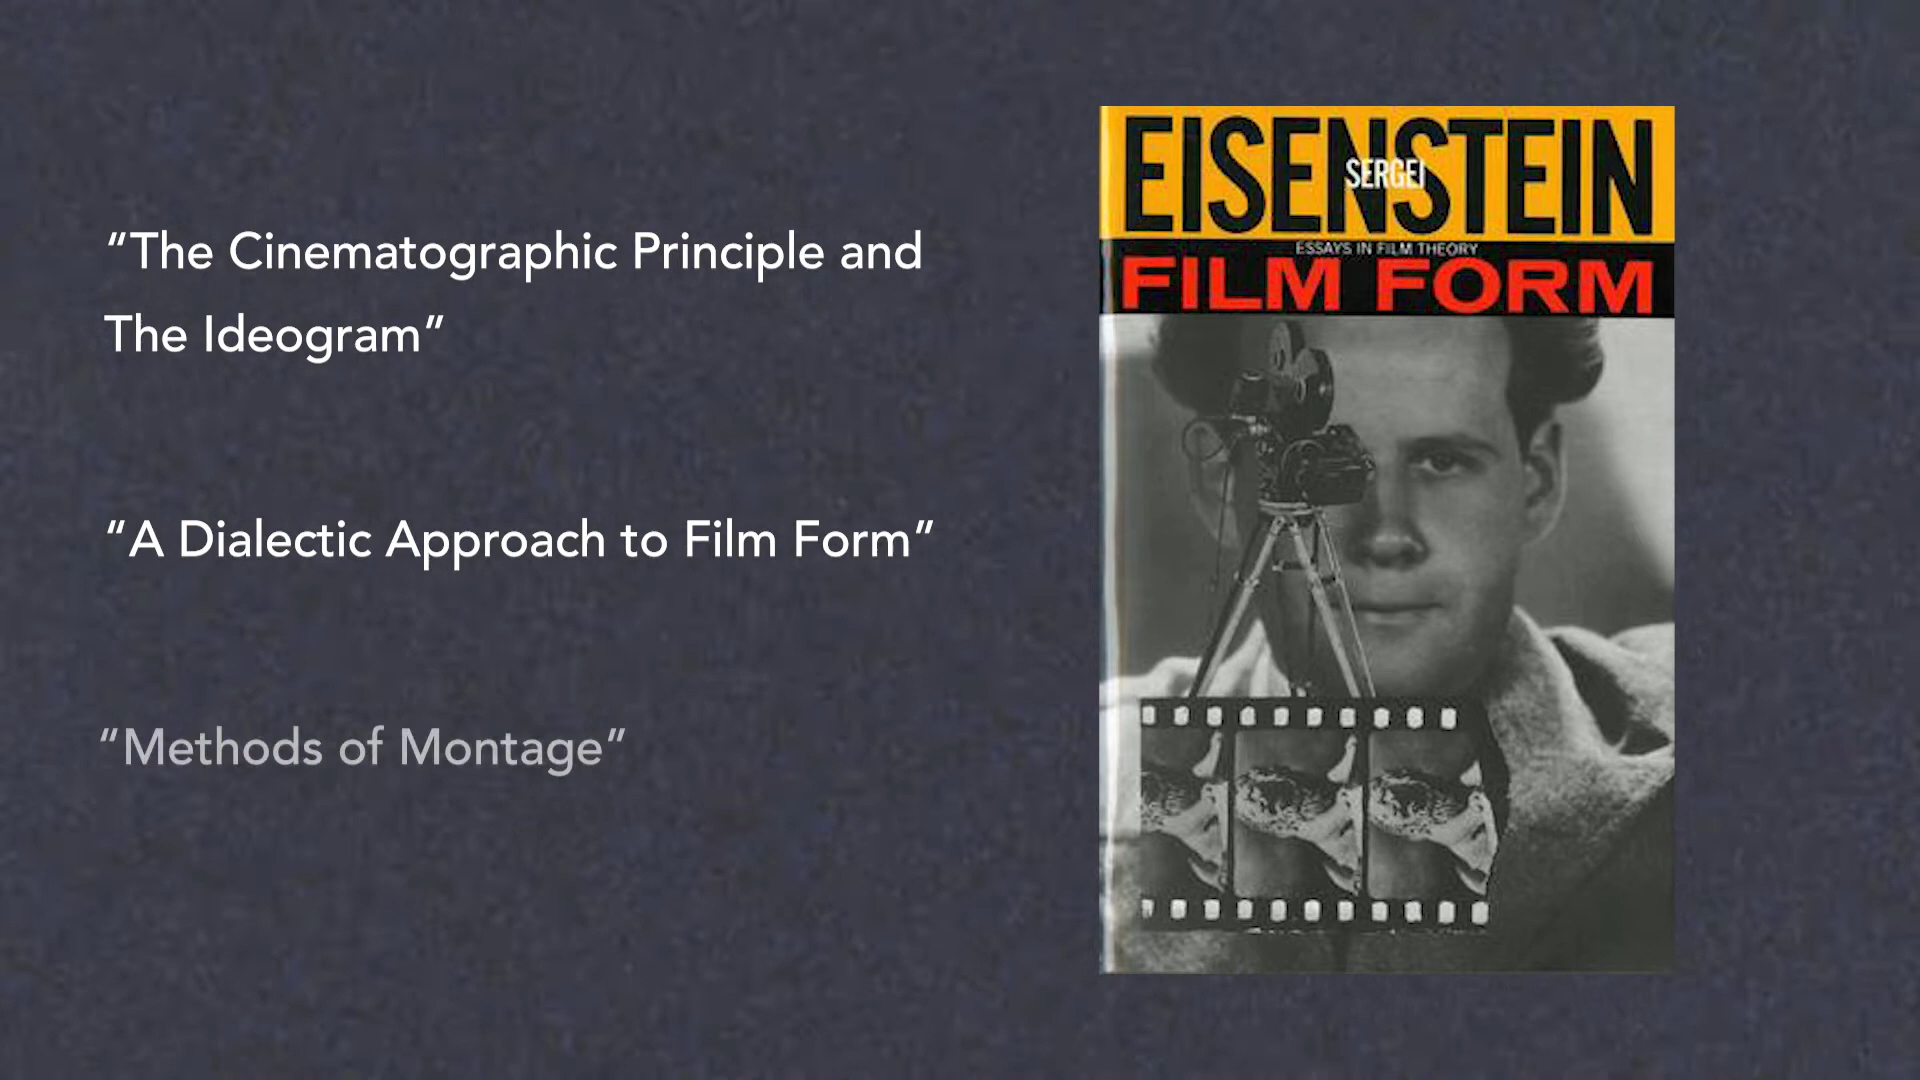 “The Cinematographic Principle and
The Ideogram”
“A Dialectic Approach to Film Form”
“Methods of Montage”
EISENSTEIN
SERGEI
ESSAYS IN FILM THEORY
FILM FORM